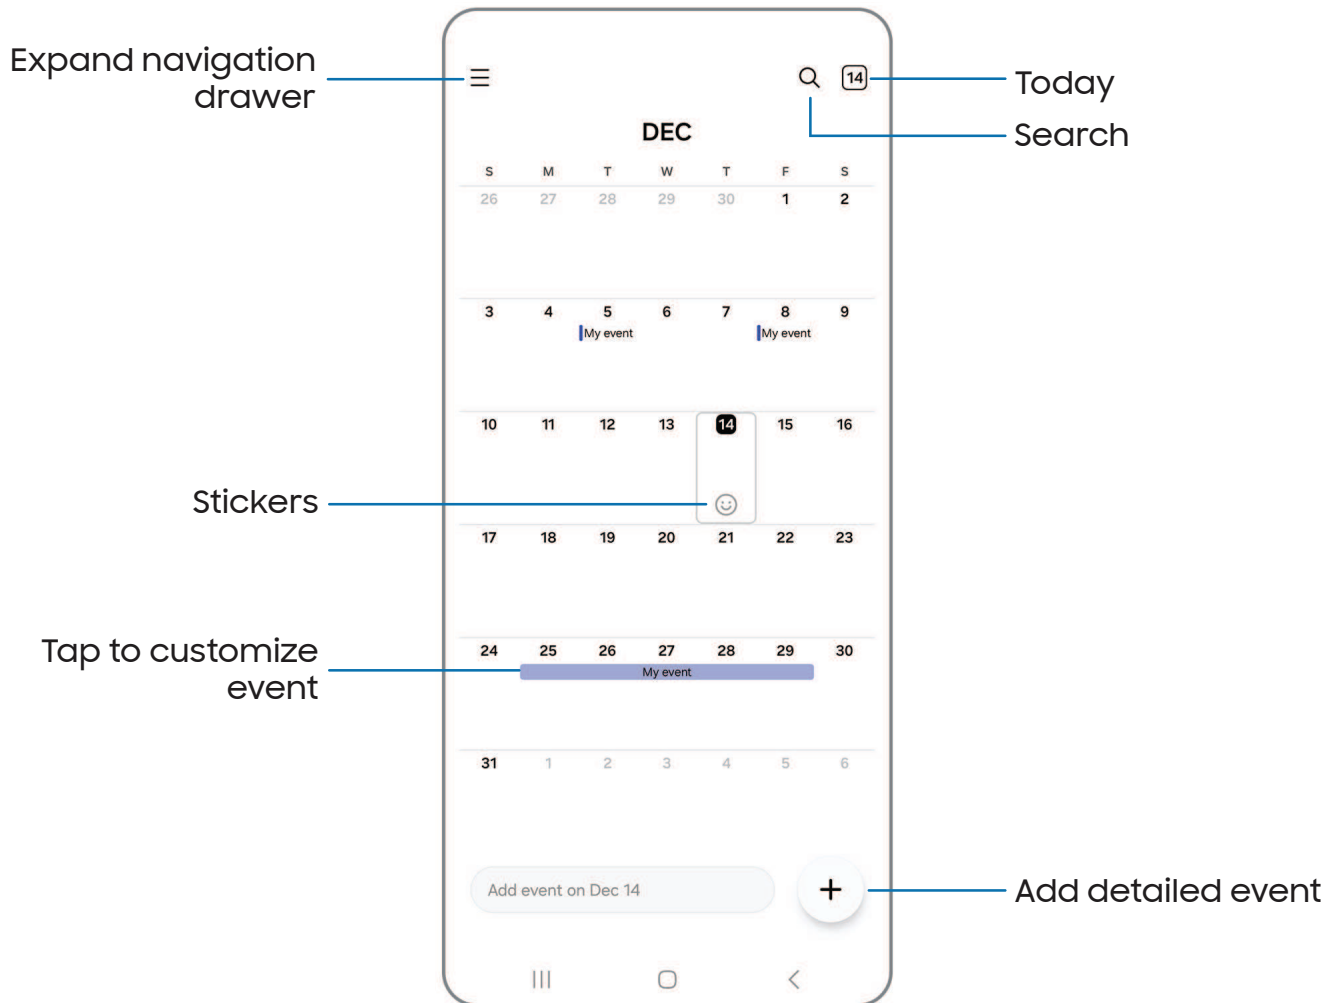 Expand navigation
drawer
14
Today
Search
DEC
S M T W T F S
26 27 28 29 30 1 2
3 4 5 6 7 8 9
My event My event
10 11 12 13 14 15 16
Stickers
17 18 19 20 21 22 23
Tap to customize
event
24 25 26 27 28 29 30
My event
31 1 2 3 4 5 6
Add event on Dec 14
Add detailed event